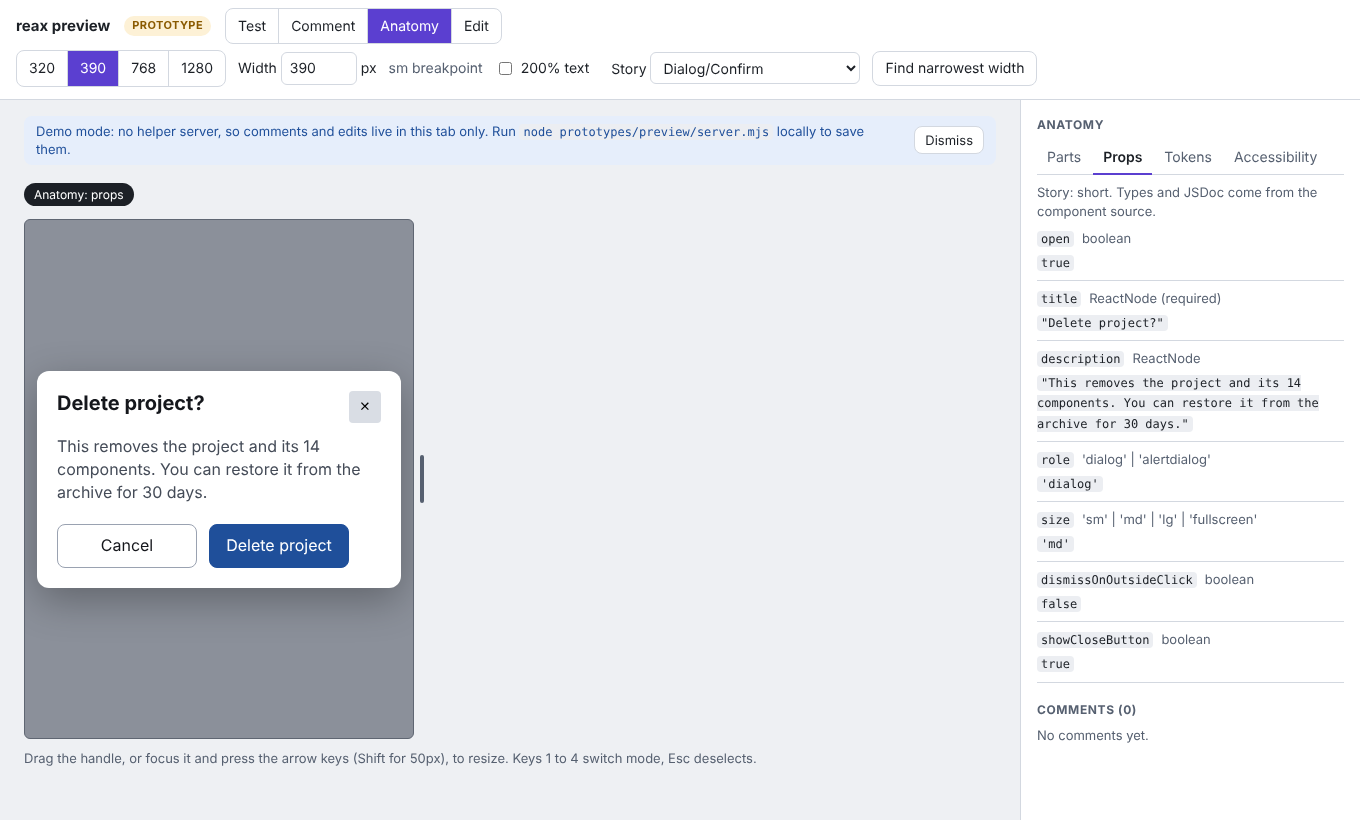 reax preview PROTOTYPE Test Comment Anatomy Edit
320 390 768 1280 Width 390 px sm breakpoint 200% text Story Dialog/Confirm Find narrowest width
Demo mode: no helper server, so comments and edits live in this tab only. Run node prototypes/preview/server.mjs locally to save
them.
Dismiss
Anatomy: props
Delete project?
×
This removes the project and its 14
components. You can restore it from the
archive for 30 days.
Cancel Delete project
Drag the handle, or focus it and press the arrow keys (Shift for 50px), to resize. Keys 1 to 4 switch mode, Esc deselects.
ANATOMY
Parts Props Tokens Accessibility
Story: short. Types and JSDoc come from the
component source.
open boolean
true
title ReactNode (required)
"Delete project?"
description ReactNode
"This removes the project and its 14
components. You can restore it from the
archive for 30 days."
role 'dialog' | 'alertdialog'
'dialog'
size 'sm' | 'md' | 'lg' | 'fullscreen'
'md'
dismissOnOutsideClick boolean
false
showCloseButton boolean
true
COMMENTS (0)
No comments yet.